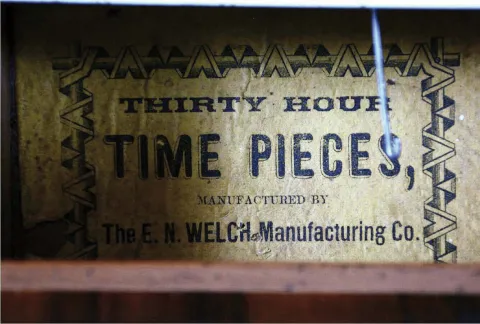 THIRTY HOUR
TIME PIECES,
MANUFACTURED BY
The E. N. WELCH Manufacturing Co.